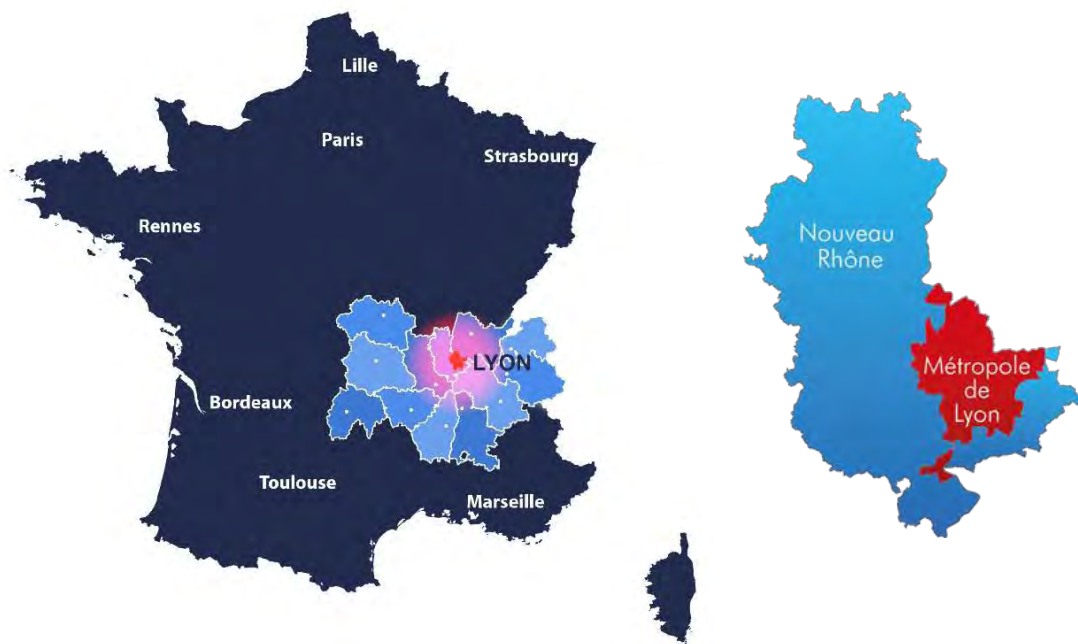 Lille
Paris
Strasbourg
Rennes
LYON
Bordeaux
Toulouse
Marseille
Nouveau
Rhône
Métropole
de
Lyon